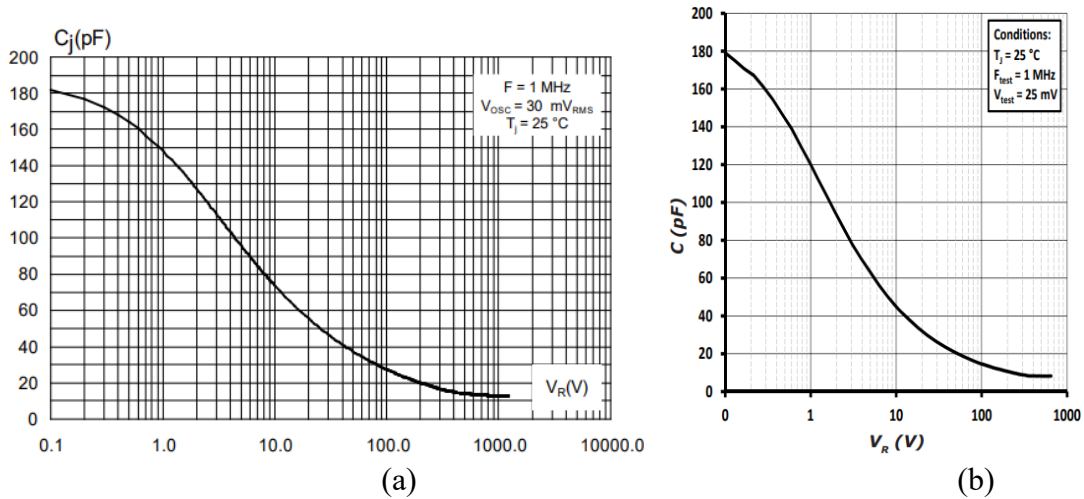 Cj(pF)
200
180
160
140
120
100
80
60
40
20
0
F = 1 MHz
VOSC = 30 mVRMS
Tj = 25 °C
VR(V)
0.1 1.0 10.0 100.0 1000.0 10000.0
(a)
C (pF)
200
180
160
140
120
100
80
60
40
20
0
Conditions:
Tj = 25 °C
Ftest = 1 MHz
Vtest = 25 mV
0 1 10 100 1000
VR (V)
(b)